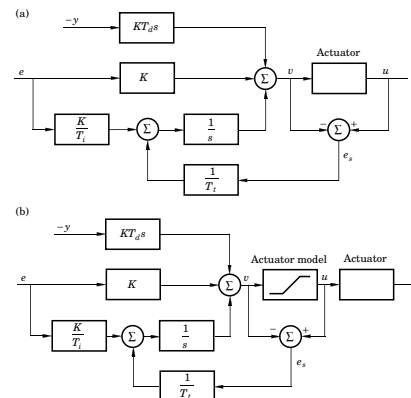 (a)
−y
KT_d s
Actuator
e
K
Σ
v
u
K/T_i
Σ
1/s
−
Σ
+
e_s
1/T_t
(b)
−y
KT_d s
Actuator model
Actuator
e
K
Σ
v
u
K/T_i
Σ
1/s
−
Σ
+
e_s
1/T_t